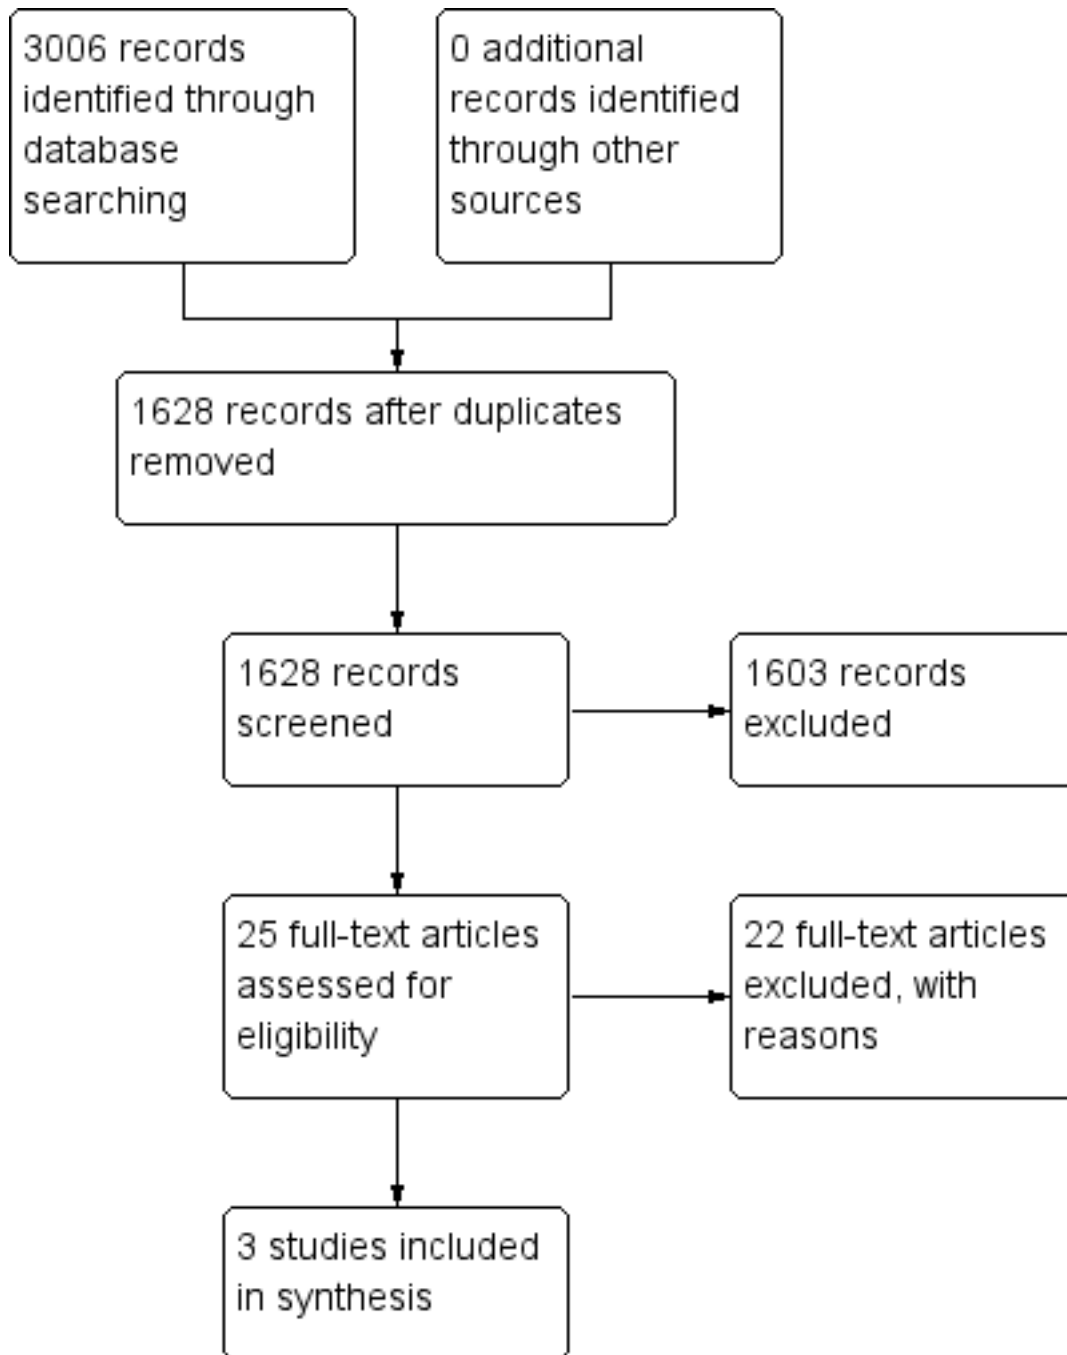 3006 records
identified through
database
searching
0 additional
records identified
through other
sources
1628 records after duplicates
removed
1628 records
screened
1603 records
excluded
25 full-text articles
assessed for
eligibility
22 full-text articles
excluded, with
reasons
3 studies included
in synthesis